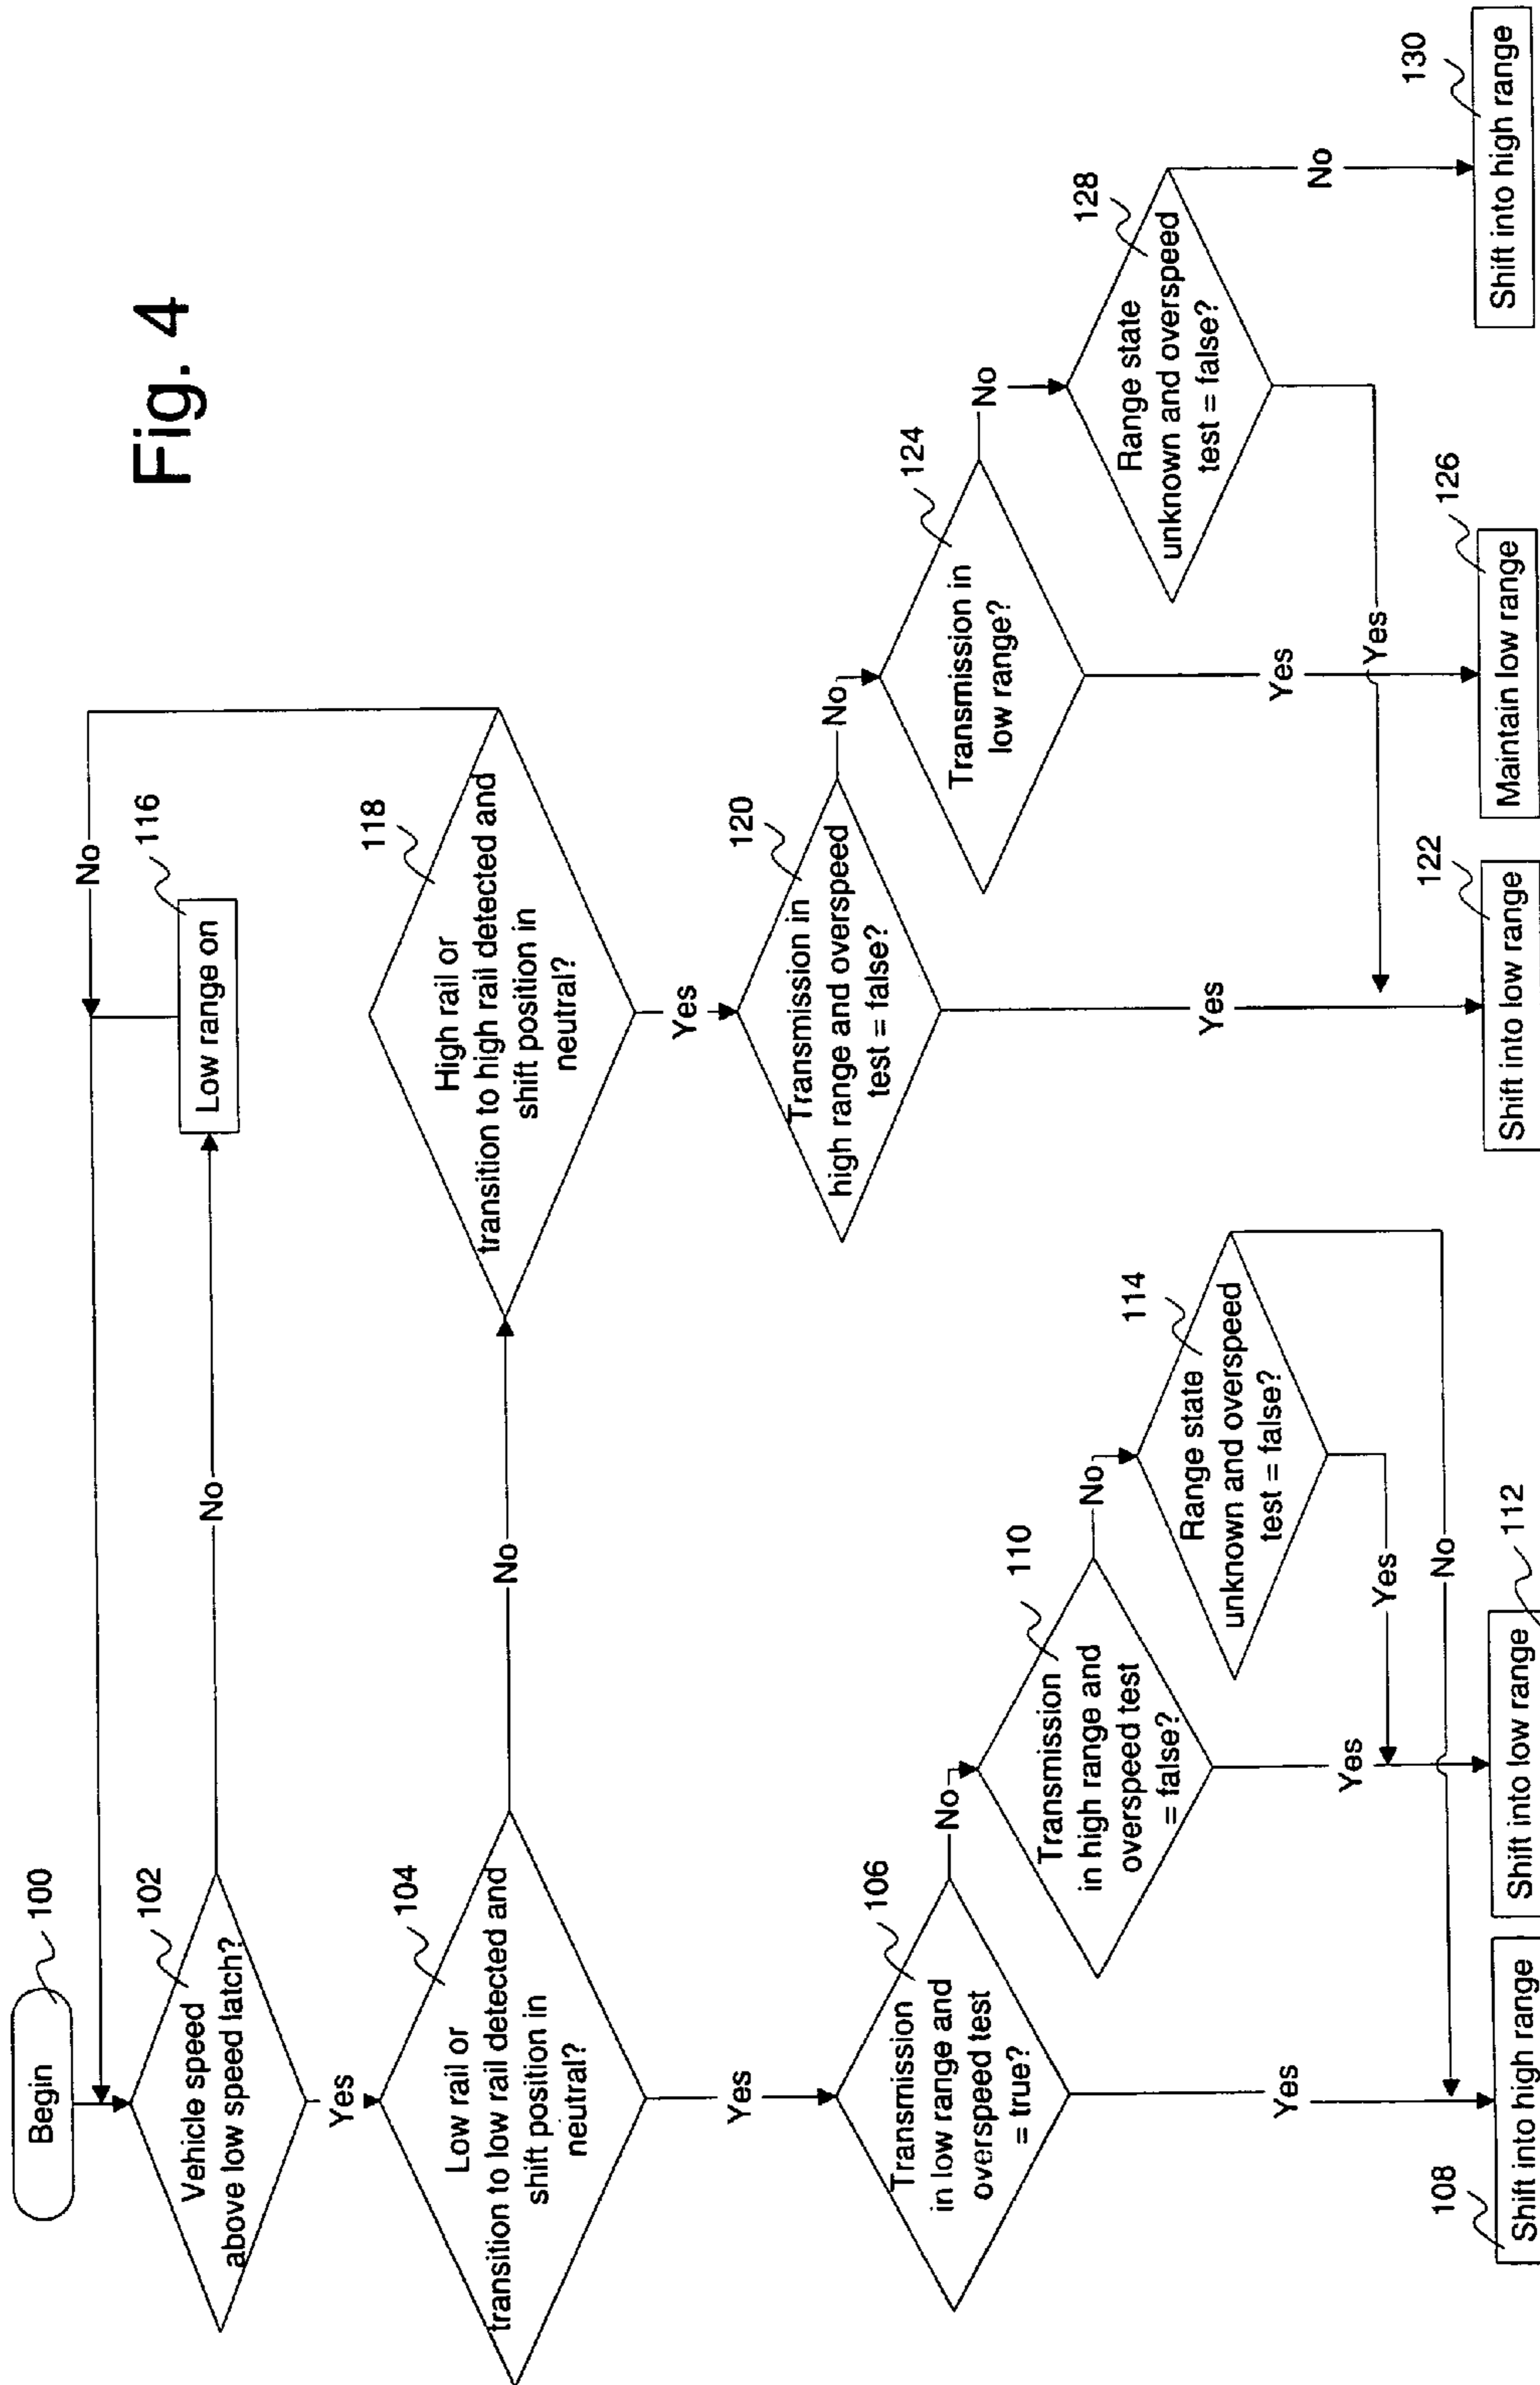 Fig. 4
Begin
100
Vehicle speed
above low speed latch?
102
No
Low range on
116
No
Yes
Low rail or
transition to low rail detected and
shift position in
neutral?
104
No
High rail or
transition to high rail detected and
shift position in
neutral?
118
Yes
Transmission
in low range and
overspeed test
= true?
106
No
Transmission
in high range and
overspeed test
= false?
110
No
Range state
unknown and overspeed
test = false?
114
Yes
Yes
Yes
No
Shift into high range
108
Shift into low range
112
Yes
Transmission in
high range and overspeed
test = false?
120
No
Transmission in
low range?
124
No
Range state
unknown and overspeed
test = false?
128
No
Yes
Yes
Yes
Shift into low range
122
Maintain low range
126
Shift into high range
130